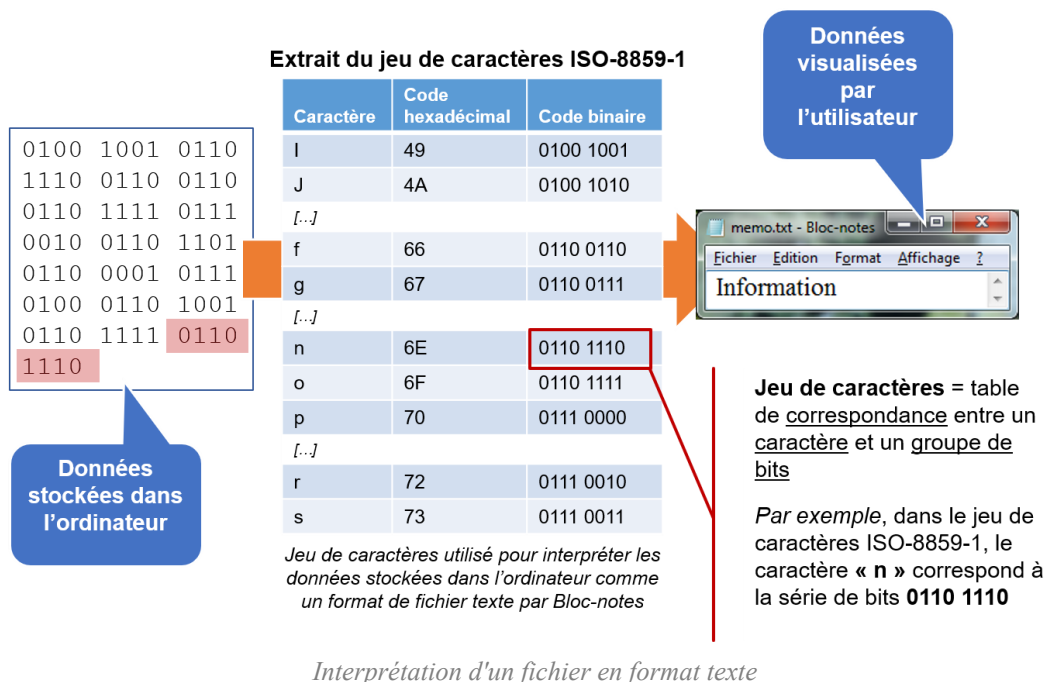 Données
visualisées
par
l'utilisateur
Extrait du jeu de caractères ISO-8859-1
Caractère Code hexadécimal Code binaire
I 49 0100 1001
J 4A 0100 1010
[...]
f 66 0110 0110
g 67 0110 0111
[...]
n 6E 0110 1110
o 6F 0110 1111
p 70 0111 0000
[...]
r 72 0111 0010
s 73 0111 0011
0100 1001 0110
1110 0110 0110
0110 1111 0111
0010 0110 1101
0110 0001 0111
0100 0110 1001
0110 1111 0110
1110
Données
stockées dans
l'ordinateur
memo.txt - Bloc-notes
Fichier Edition Format Affichage ?
Information
Jeu de caractères utilisé pour interpréter les
données stockées dans l'ordinateur comme
un format de fichier texte par Bloc-notes
Jeu de caractères = table
de correspondance entre un
caractère et un groupe de
bits
Par exemple, dans le jeu de
caractères ISO-8859-1, le
caractère « n » correspond à
la série de bits 0110 1110
Interprétation d'un fichier en format texte